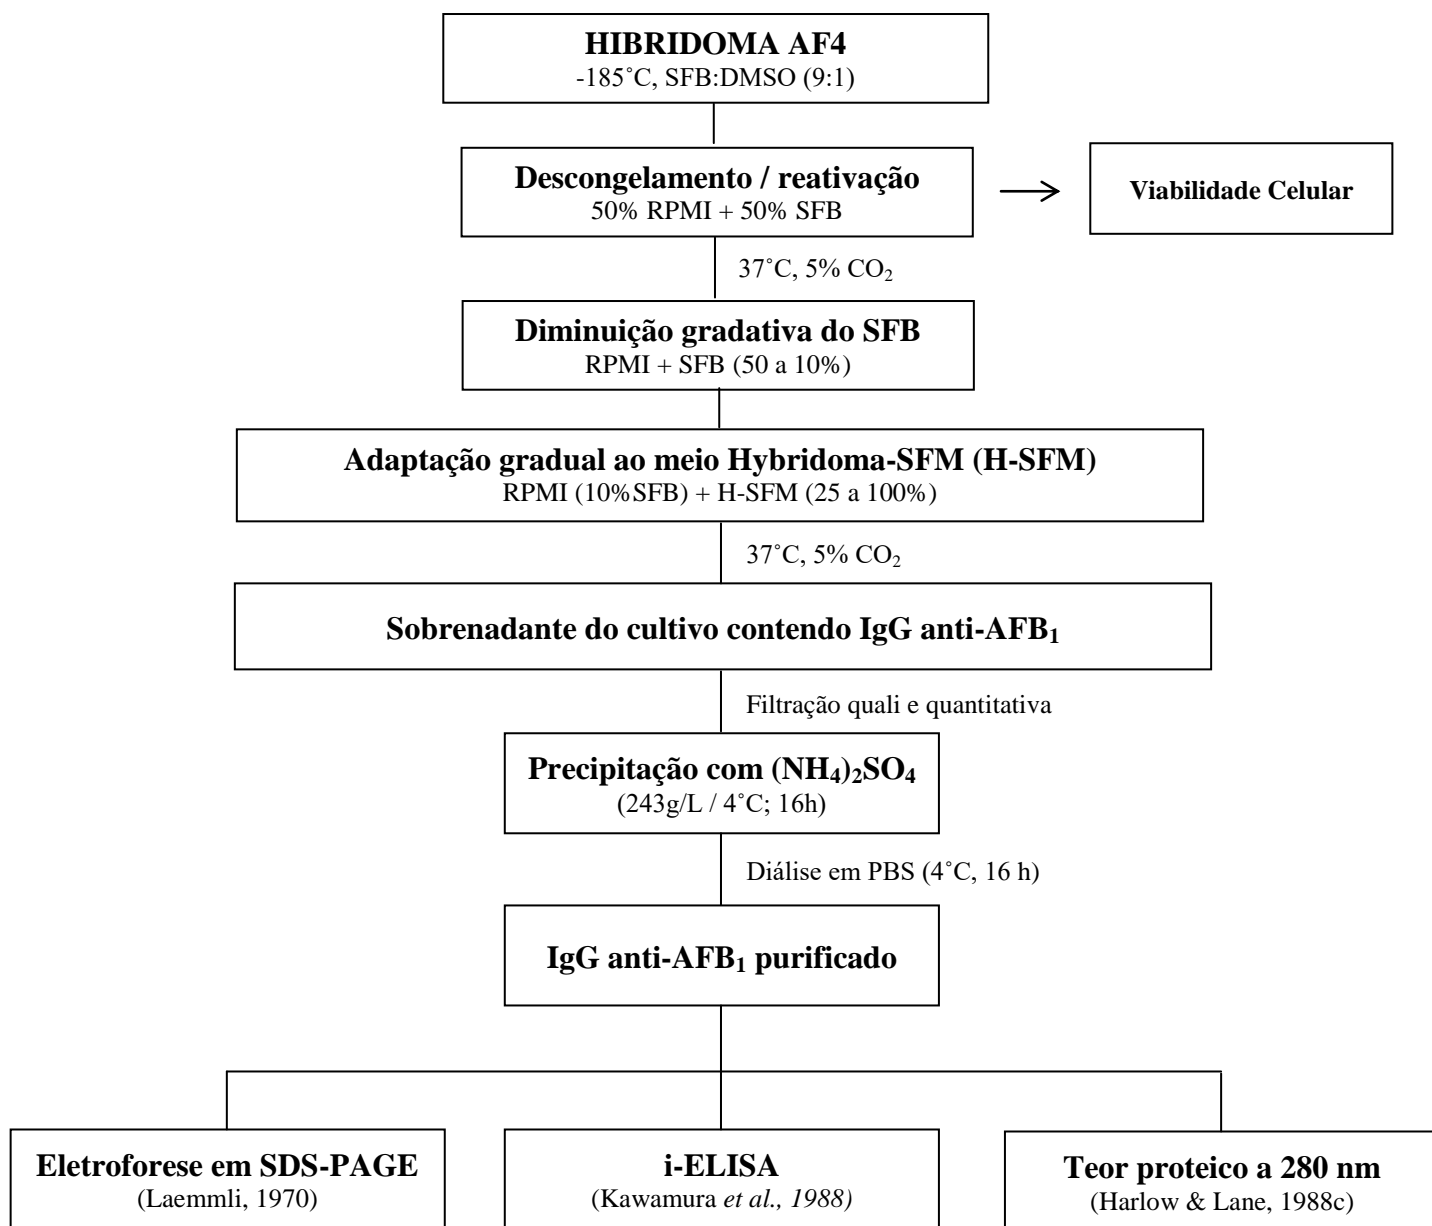 HIBRIDOMA AF4
-185˚C, SFB:DMSO (9:1)
Descongelamento / reativação
50% RPMI + 50% SFB
Viabilidade Celular
37˚C, 5% CO₂
Diminuição gradativa do SFB
RPMI + SFB (50 a 10%)
Adaptação gradual ao meio Hybridoma-SFM (H-SFM)
RPMI (10%SFB) + H-SFM (25 a 100%)
37˚C, 5% CO₂
Sobrenadante do cultivo contendo IgG anti-AFB₁
Filtração quali e quantitativa
Precipitação com (NH₄)₂SO₄
(243g/L / 4˚C; 16h)
Diálise em PBS (4˚C, 16 h)
IgG anti-AFB₁ purificado
Eletroforese em SDS-PAGE
(Laemmli, 1970)
i-ELISA
(Kawamura et al., 1988)
Teor proteico a 280 nm
(Harlow & Lane, 1988c)